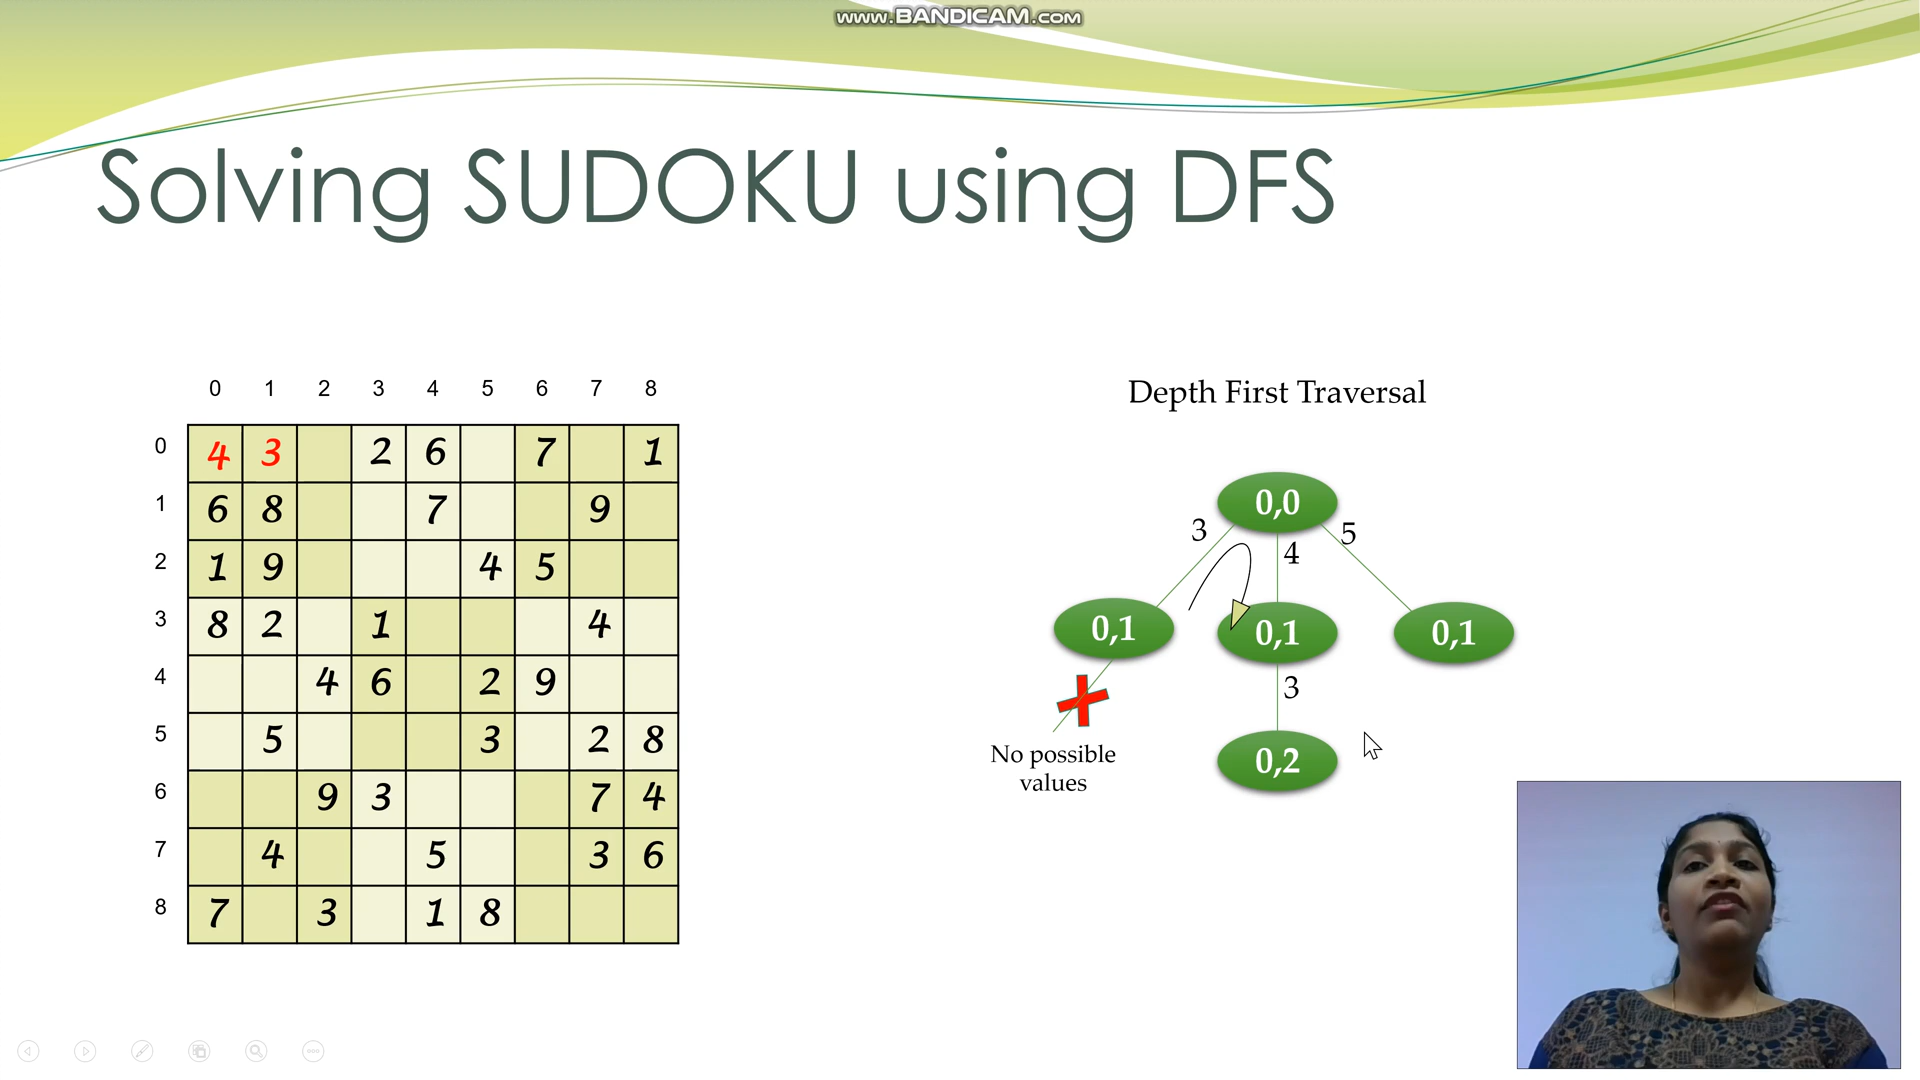 www.BANDICAM.com
Solving SUDOKU using DFS
0 1 2 3 4 5 6 7 8
0 4 3 2 6 7 1
1 6 8 7 9
2 1 9 4 5
3 8 2 1 4
4 4 6 2 9
5 5 3 2 8
6 9 3 7 4
7 4 5 3 6
8 7 3 1 8
Depth First Traversal
0,0
3 4 5
0,1 0,1 0,1
3
No possible
values
0,2